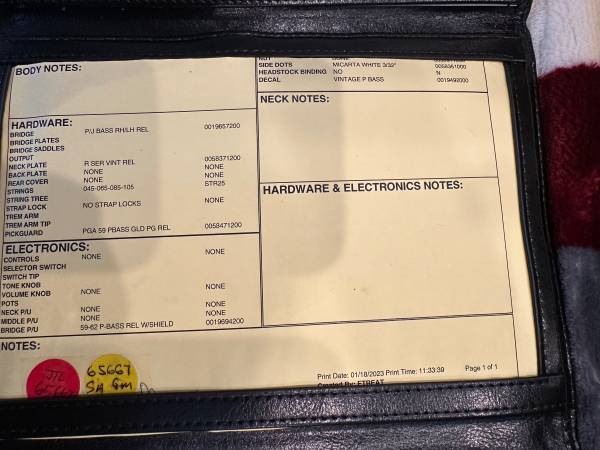 BODY NOTES:
SIDE DOTS MICARTA WHITE 3/32" 0058361000
HEADSTOCK BINDING NO N
DECAL VINTAGE P BASS 0019492000
NECK NOTES:
HARDWARE:
BRIDGE P/J BASS RH/LH REL 0019657200
BRIDGE PLATES
BRIDGE SADDLES
OUTPUT
NECK PLATE R SER VINT REL 0058371200
BACK PLATE NONE NONE
REAR COVER NONE NONE
STRINGS 045-065-085-105 STR25
STRING TREE
STRAP LOCK NO STRAP LOCKS NONE
TREM ARM
TREM ARM TIP
PICKGUARD PGA 59 PBASS GLD PG REL 0058471200
HARDWARE & ELECTRONICS NOTES:
ELECTRONICS:
CONTROLS NONE NONE
SELECTOR SWITCH
SWITCH TIP
TONE KNOB
VOLUME KNOB NONE NONE
POTS
NECK P/U NONE NONE
MIDDLE P/U NONE NONE
BRIDGE P/U 59-62 P-BASS REL W/SHIELD 0019694200
NOTES:
65667
Print Date: 01/18/2023 Print Time: 11:33:39 Page 1 of 1
Created By: ETREAT